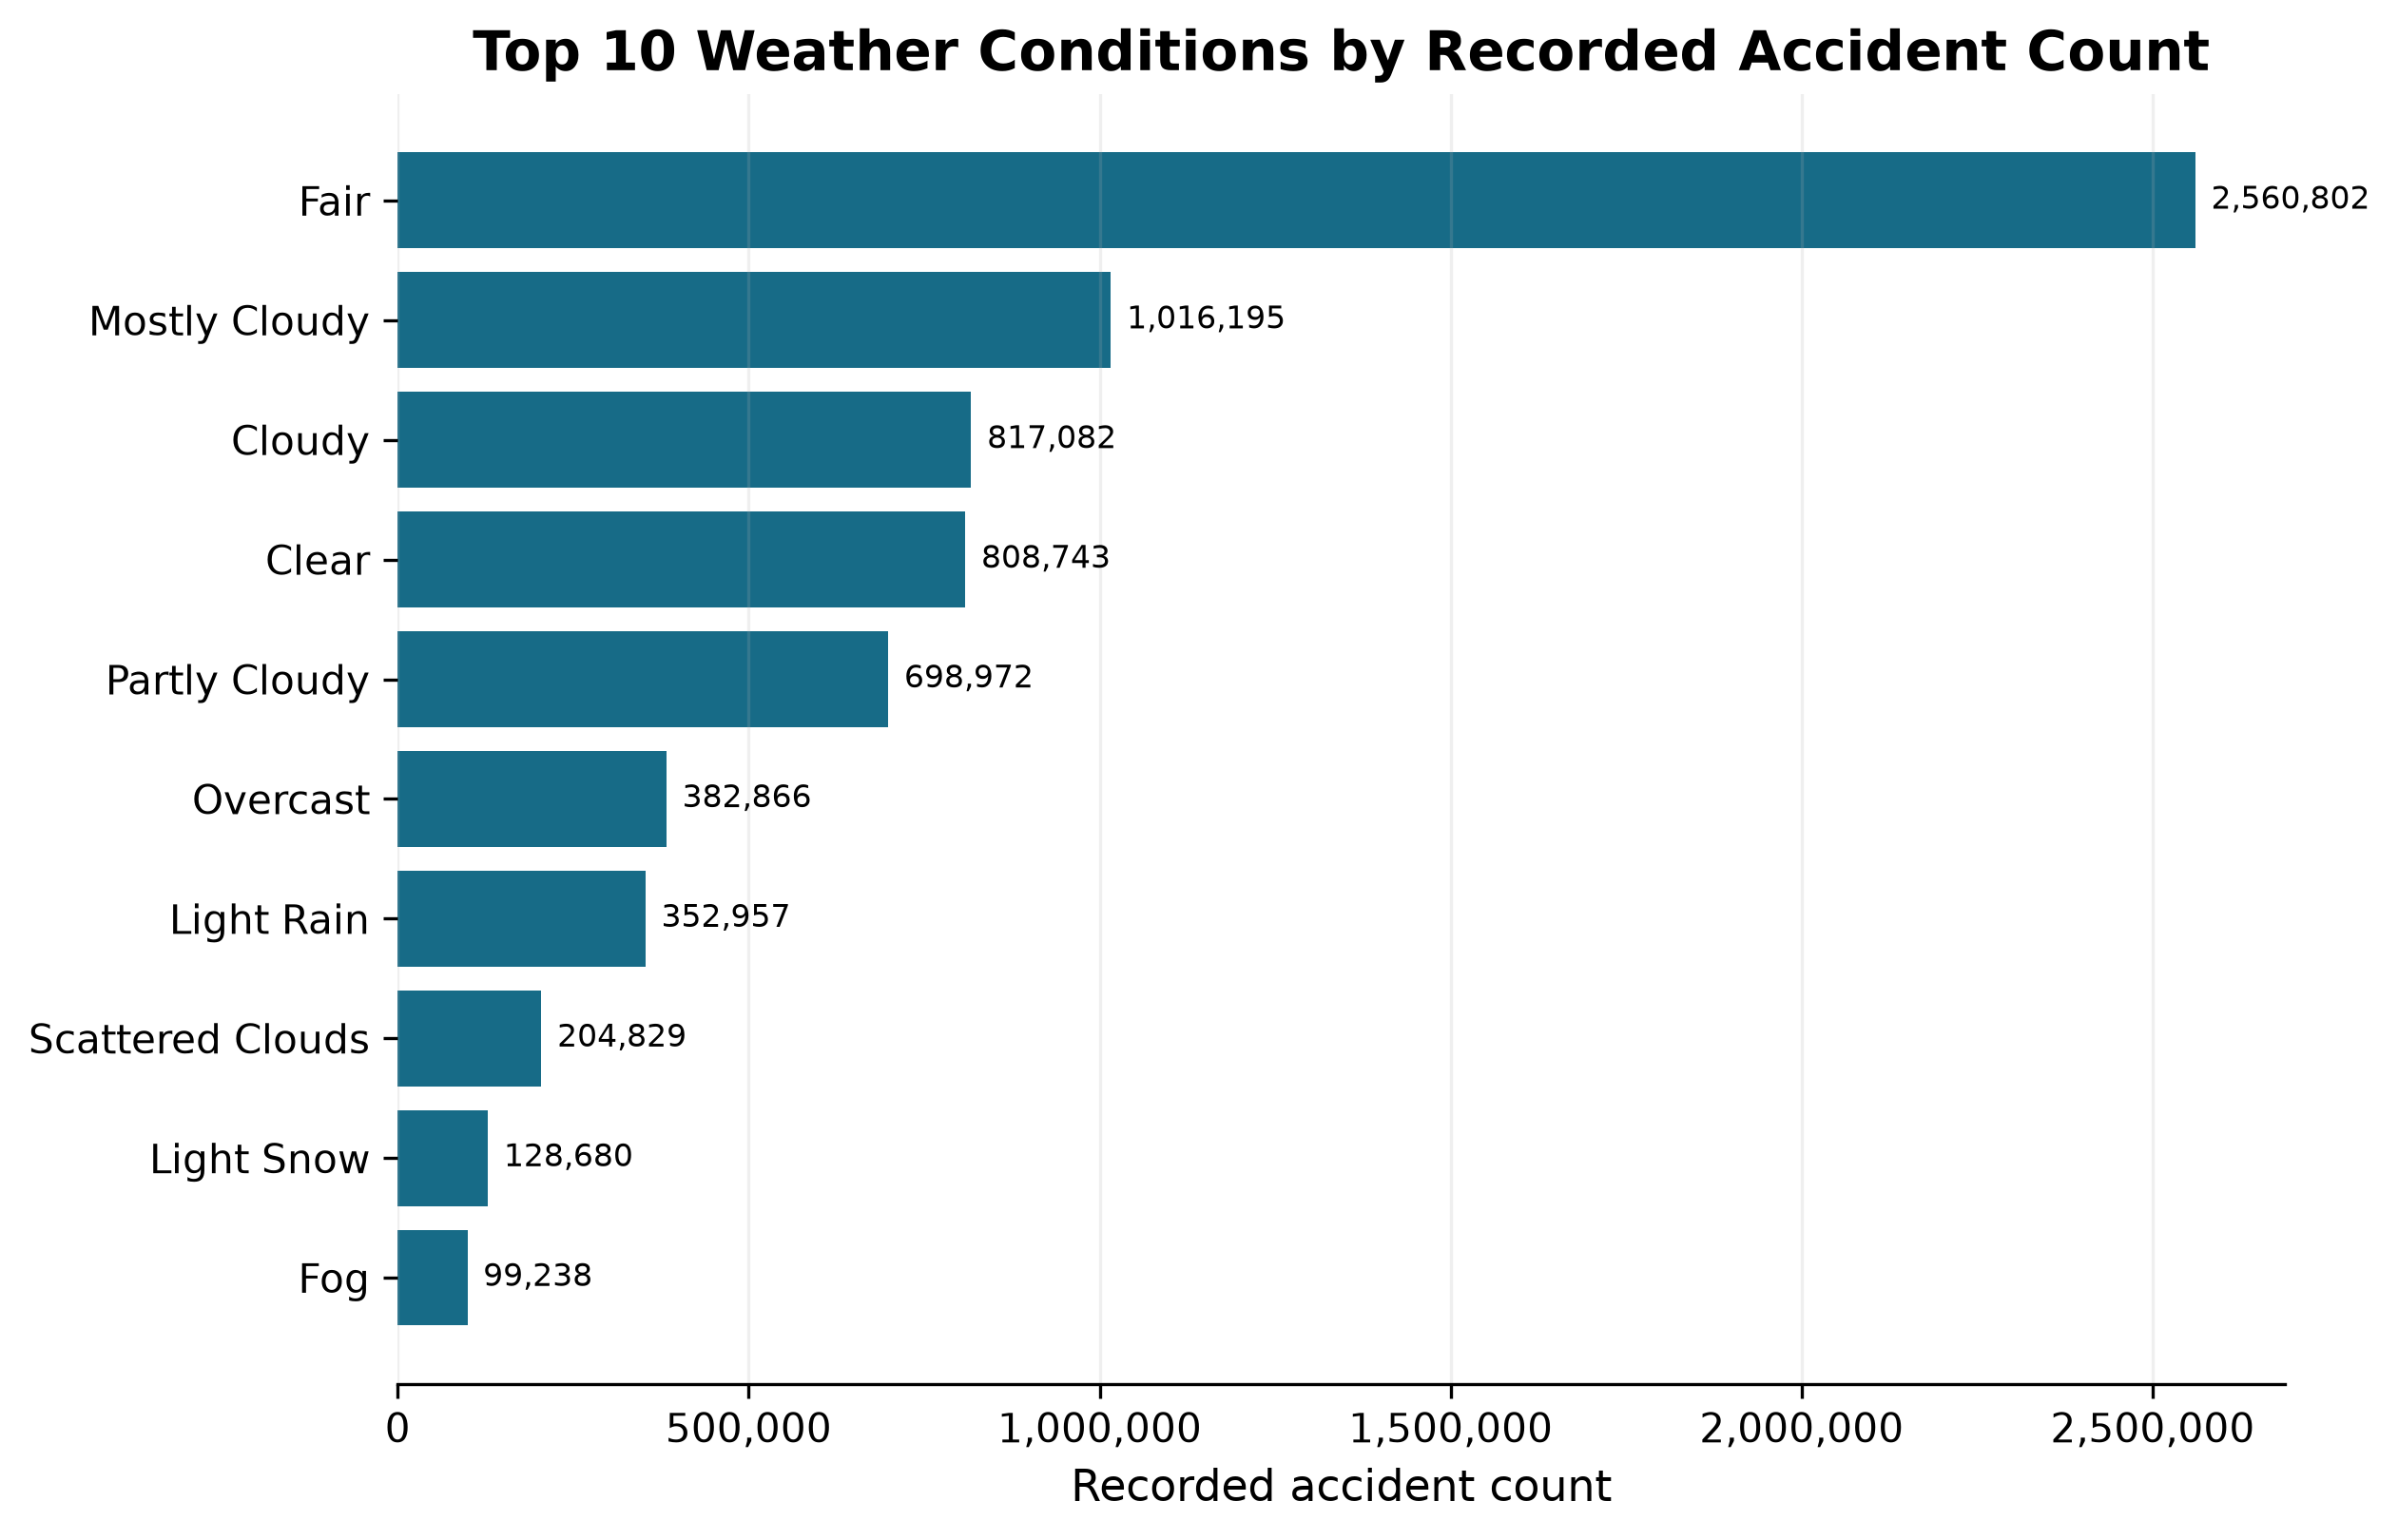 Top 10 Weather Conditions by Recorded Accident Count
Fair 2,560,802
Mostly Cloudy 1,016,195
Cloudy 817,082
Clear 808,743
Partly Cloudy 698,972
Overcast 382,866
Light Rain 352,957
Scattered Clouds 204,829
Light Snow 128,680
Fog 99,238
0 500,000 1,000,000 1,500,000 2,000,000 2,500,000
Recorded accident count